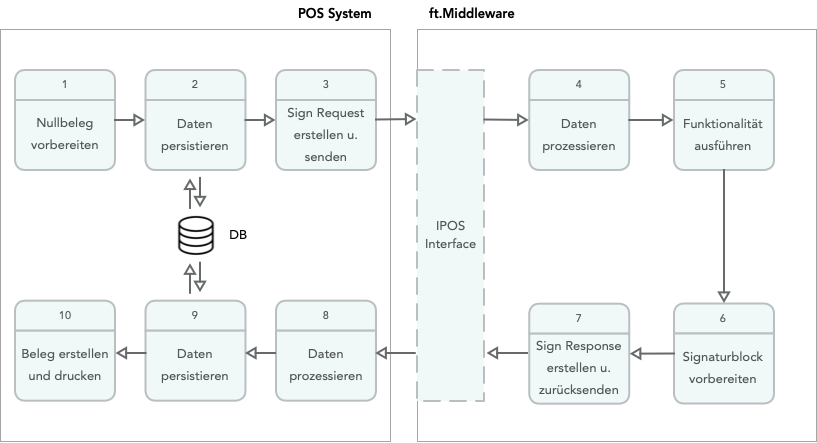 POS System
ft.Middleware
1
Nullbeleg
vorbereiten
2
Daten
persistieren
3
Sign Request
erstellen u.
senden
4
Daten
prozessieren
5
Funktionalität
ausführen
IPOS
Interface
DB
10
Beleg erstellen
und drucken
9
Daten
persistieren
8
Daten
prozessieren
7
Sign Response
erstellen u.
zurücksenden
6
Signaturblock
vorbereiten